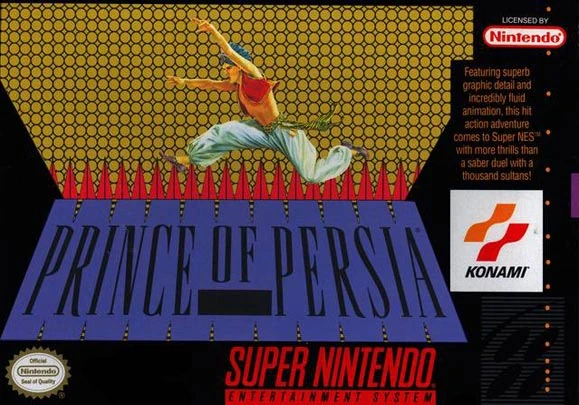 LICENSED BY
Nintendo®
Featuring superb
graphic detail and
incredibly fluid
animation, this hit
action adventure
comes to Super NES™
with more thrills than
a saber duel with a
thousand sultans!
KONAMI®
PRINCE OF PERSIA®
Official
Nintendo
Seal of Quality
SUPER NINTENDO®
ENTERTAINMENT SYSTEM